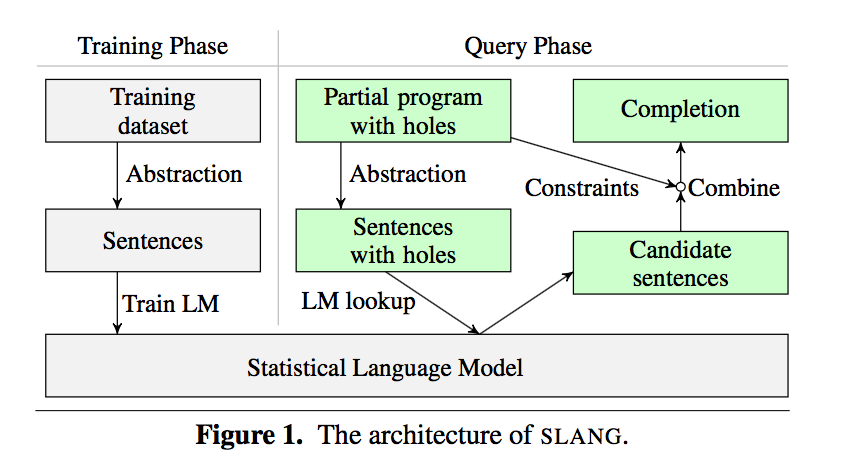 Training Phase
Query Phase
Training
dataset
Abstraction
Sentences
Train LM
Partial program
with holes
Abstraction
Sentences
with holes
LM lookup
Constraints
Completion
Combine
Candidate
sentences
Statistical Language Model
Figure 1. The architecture of SLANG.